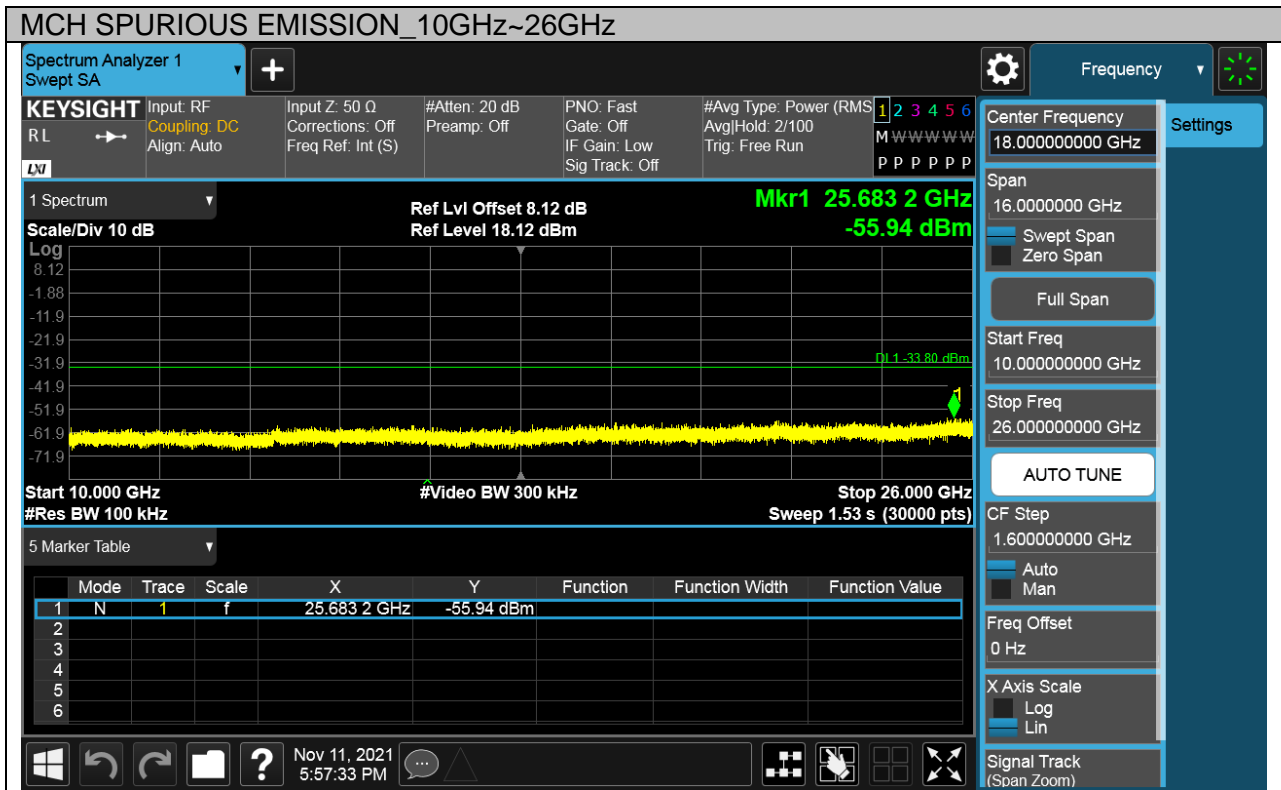 MCH SPURIOUS EMISSION_10GHz~26GHz
Spectrum Analyzer 1
Swept SA
+
Frequency
KEYSIGHT
RL
LXI
Input: RF
Coupling: DC
Align: Auto
Input Z: 50 Ω
Corrections: Off
Freq Ref: Int (S)
#Atten: 20 dB
Preamp: Off
PNO: Fast
Gate: Off
IF Gain: Low
Sig Track: Off
#Avg Type: Power (RMS
Avg|Hold: 2/100
Trig: Free Run
1 2 3 4 5 6
M W W W W W
P P P P P P
1 Spectrum
Scale/Div 10 dB
Ref Lvl Offset 8.12 dB
Ref Level 18.12 dBm
Mkr1 25.683 2 GHz
-55.94 dBm
Log
8.12
-1.88
-11.9
-21.9
-31.9
-41.9
-51.9
-61.9
-71.9
DL1 -33.80 dBm
1
Start 10.000 GHz
#Video BW 300 kHz
Stop 26.000 GHz
#Res BW 100 kHz
Sweep 1.53 s (30000 pts)
5 Marker Table
Mode Trace Scale X Y Function Function Width Function Value
1 N 1 f 25.683 2 GHz -55.94 dBm
2
3
4
5
6
?
Nov 11, 2021
5:57:33 PM
Center Frequency
18.000000000 GHz
Settings
Span
16.0000000 GHz
Swept Span
Zero Span
Full Span
Start Freq
10.000000000 GHz
Stop Freq
26.000000000 GHz
AUTO TUNE
CF Step
1.600000000 GHz
Auto
Man
Freq Offset
0 Hz
X Axis Scale
Log
Lin
Signal Track
(Span Zoom)